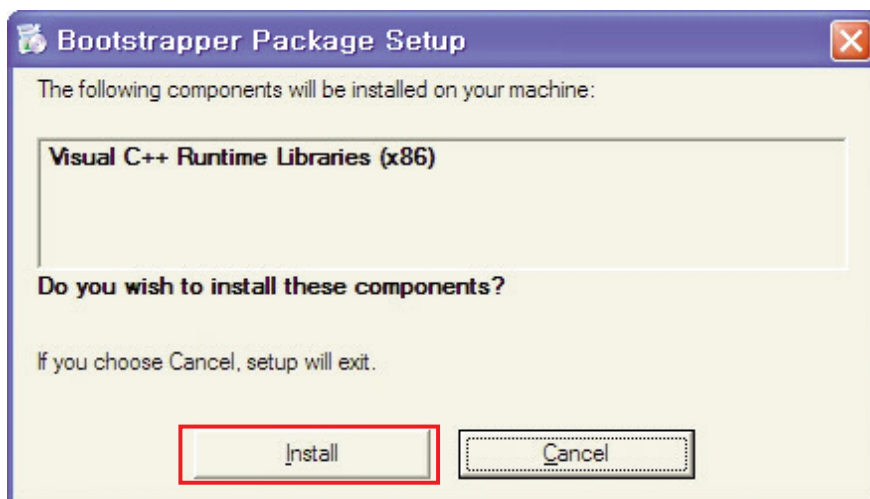 Bootstrapper Package Setup
The following components will be installed on your machine:
Visual C++ Runtime Libraries (x86)
Do you wish to install these components?
If you choose Cancel, setup will exit.
Install
Cancel